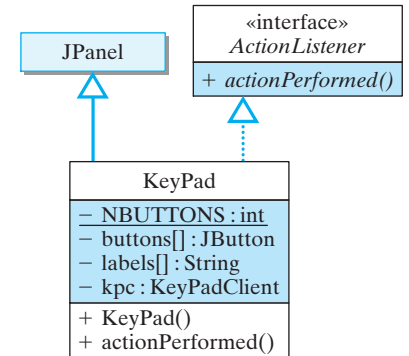 «interface»
JPanel
ActionListener
+ actionPerformed()
KeyPad
− NBUTTONS : int
− buttons[] : JButton
− labels[] : String
− kpc : KeyPadClient
+ KeyPad()
+ actionPerformed()